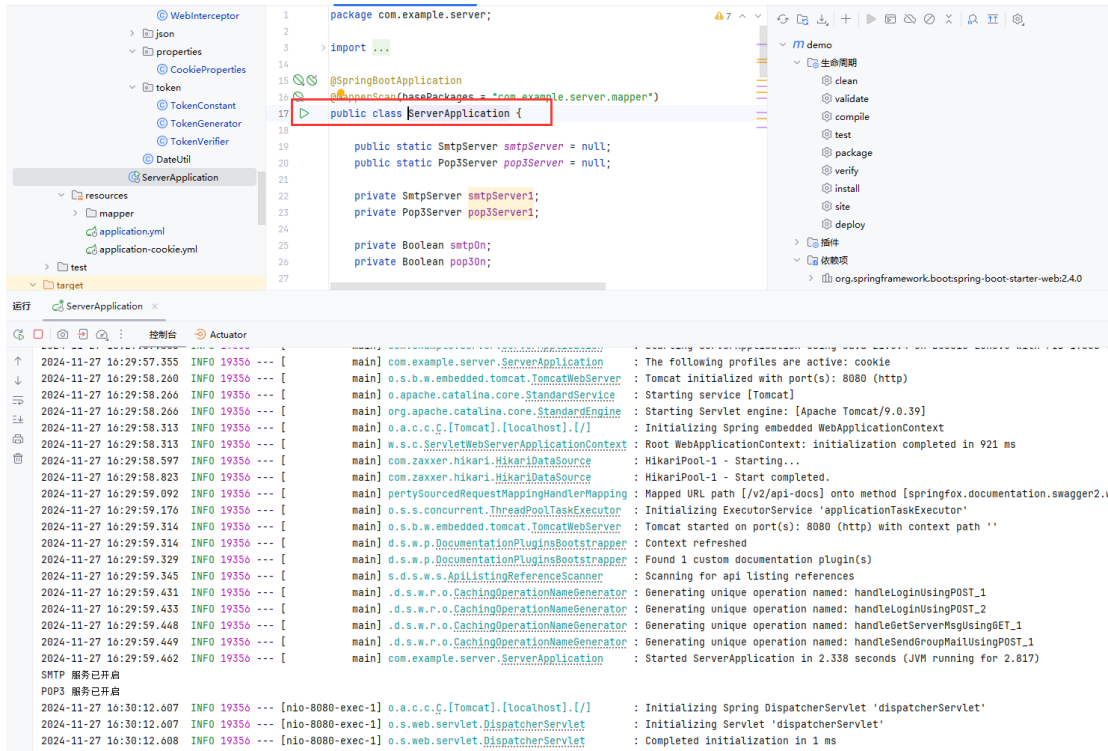 WebInterceptor
json
properties
CookieProperties
token
TokenConstant
TokenGenerator
TokenVerifier
DateUtil
ServerApplication
resources
mapper
application.yml
application-cookie.yml
test
target
1 package com.example.server;
2
3 import ...
14
15 @SpringBootApplication
16 @MapperScan(basePackages = "com.example.server.mapper")
17 public class ServerApplication {
18
19 public static SmtpServer smtpServer = null;
20 public static Pop3Server pop3Server = null;
21
22 private SmtpServer smtpServer1;
23 private Pop3Server pop3Server1;
24
25 private Boolean smtpOn;
26 private Boolean pop3On;
27
7
demo
生命周期
clean
validate
compile
test
package
verify
install
site
deploy
插件
依赖项
org.springframework.boot:spring-boot-starter-web:2.4.0
运行 ServerApplication
控制台 Actuator
2024-11-27 16:29:57.355 INFO 19356 --- [ main] com.example.server.ServerApplication : The following profiles are active: cookie
2024-11-27 16:29:58.260 INFO 19356 --- [ main] o.s.b.w.embedded.tomcat.TomcatWebServer : Tomcat initialized with port(s): 8080 (http)
2024-11-27 16:29:58.266 INFO 19356 --- [ main] o.apache.catalina.core.StandardService : Starting service [Tomcat]
2024-11-27 16:29:58.266 INFO 19356 --- [ main] org.apache.catalina.core.StandardEngine : Starting Servlet engine: [Apache Tomcat/9.0.39]
2024-11-27 16:29:58.313 INFO 19356 --- [ main] o.a.c.c.C.[Tomcat].[localhost].[/] : Initializing Spring embedded WebApplicationContext
2024-11-27 16:29:58.313 INFO 19356 --- [ main] w.s.c.ServletWebServerApplicationContext : Root WebApplicationContext: initialization completed in 921 ms
2024-11-27 16:29:58.597 INFO 19356 --- [ main] com.zaxxer.hikari.HikariDataSource : HikariPool-1 - Starting...
2024-11-27 16:29:58.823 INFO 19356 --- [ main] com.zaxxer.hikari.HikariDataSource : HikariPool-1 - Start completed.
2024-11-27 16:29:59.092 INFO 19356 --- [ main] pertySourcedRequestMappingHandlerMapping : Mapped URL path [/v2/api-docs] onto method [springfox.documentation.swagger2.w
2024-11-27 16:29:59.176 INFO 19356 --- [ main] o.s.s.concurrent.ThreadPoolTaskExecutor : Initializing ExecutorService 'applicationTaskExecutor'
2024-11-27 16:29:59.314 INFO 19356 --- [ main] o.s.b.w.embedded.tomcat.TomcatWebServer : Tomcat started on port(s): 8080 (http) with context path ''
2024-11-27 16:29:59.314 INFO 19356 --- [ main] d.s.w.p.DocumentationPluginsBootstrapper : Context refreshed
2024-11-27 16:29:59.329 INFO 19356 --- [ main] d.s.w.p.DocumentationPluginsBootstrapper : Found 1 custom documentation plugin(s)
2024-11-27 16:29:59.345 INFO 19356 --- [ main] s.d.s.w.s.ApiListingReferenceScanner : Scanning for api listing references
2024-11-27 16:29:59.431 INFO 19356 --- [ main] .d.s.w.r.o.CachingOperationNameGenerator : Generating unique operation named: handleLoginUsingPOST_1
2024-11-27 16:29:59.433 INFO 19356 --- [ main] .d.s.w.r.o.CachingOperationNameGenerator : Generating unique operation named: handleLoginUsingPOST_2
2024-11-27 16:29:59.448 INFO 19356 --- [ main] .d.s.w.r.o.CachingOperationNameGenerator : Generating unique operation named: handleGetServerMsgUsingGET_1
2024-11-27 16:29:59.449 INFO 19356 --- [ main] .d.s.w.r.o.CachingOperationNameGenerator : Generating unique operation named: handleSendGroupMailUsingPOST_1
2024-11-27 16:29:59.462 INFO 19356 --- [ main] com.example.server.ServerApplication : Started ServerApplication in 2.338 seconds (JVM running for 2.817)
SMTP 服务已开启
POP3 服务已开启
2024-11-27 16:30:12.607 INFO 19356 --- [nio-8080-exec-1] o.a.c.c.C.[Tomcat].[localhost].[/] : Initializing Spring DispatcherServlet 'dispatcherServlet'
2024-11-27 16:30:12.607 INFO 19356 --- [nio-8080-exec-1] o.s.web.servlet.DispatcherServlet : Initializing Servlet 'dispatcherServlet'
2024-11-27 16:30:12.608 INFO 19356 --- [nio-8080-exec-1] o.s.web.servlet.DispatcherServlet : Completed initialization in 1 ms